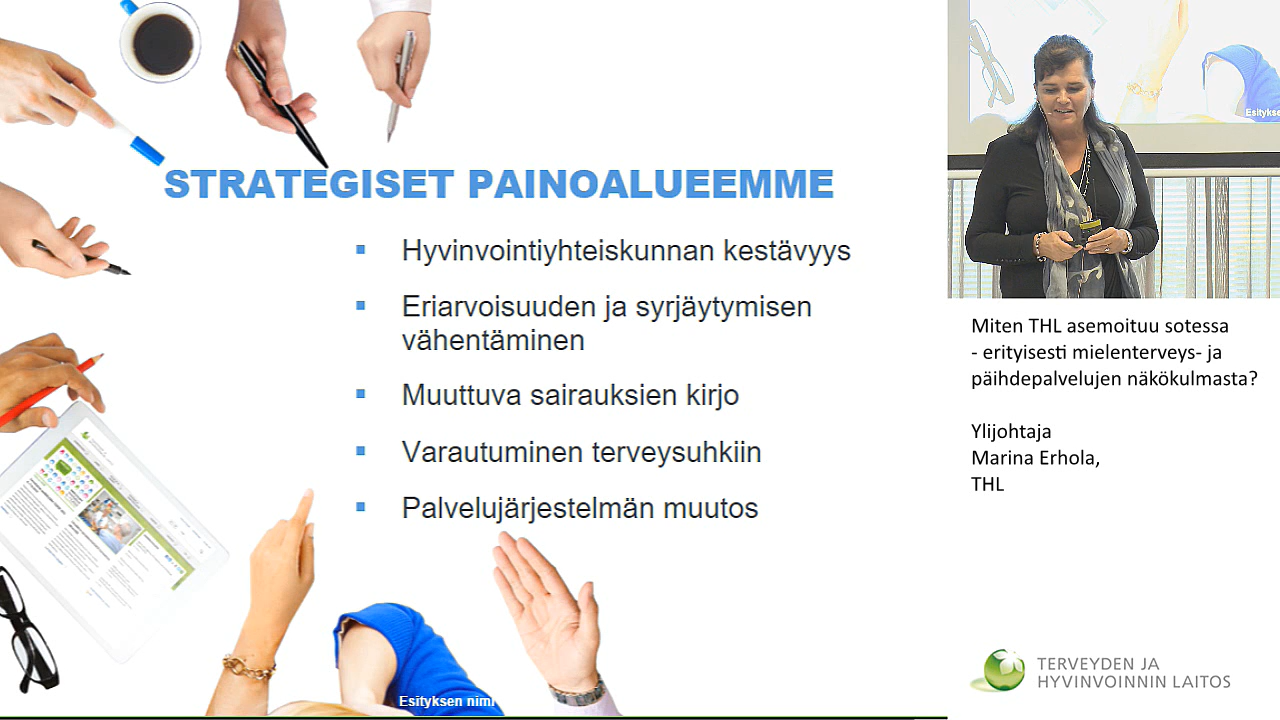 STRATEGISET PAINOALUEEMME
Hyvinvointiyhteiskunnan kestävyys
Eriarvoisuuden ja syrjäytymisen
vähentäminen
Muuttuva sairauksien kirjo
Varautuminen terveysuhkiin
Palvelujärjestelmän muutos
Esityksen nimi
Esitykse
Miten THL asemoituu sotessa
- erityisesti mielenterveys- ja
päihdepalvelujen näkökulmasta?
Ylijohtaja
Marina Erhola,
THL
TERVEYDEN JA
HYVINVOINNIN LAITOS